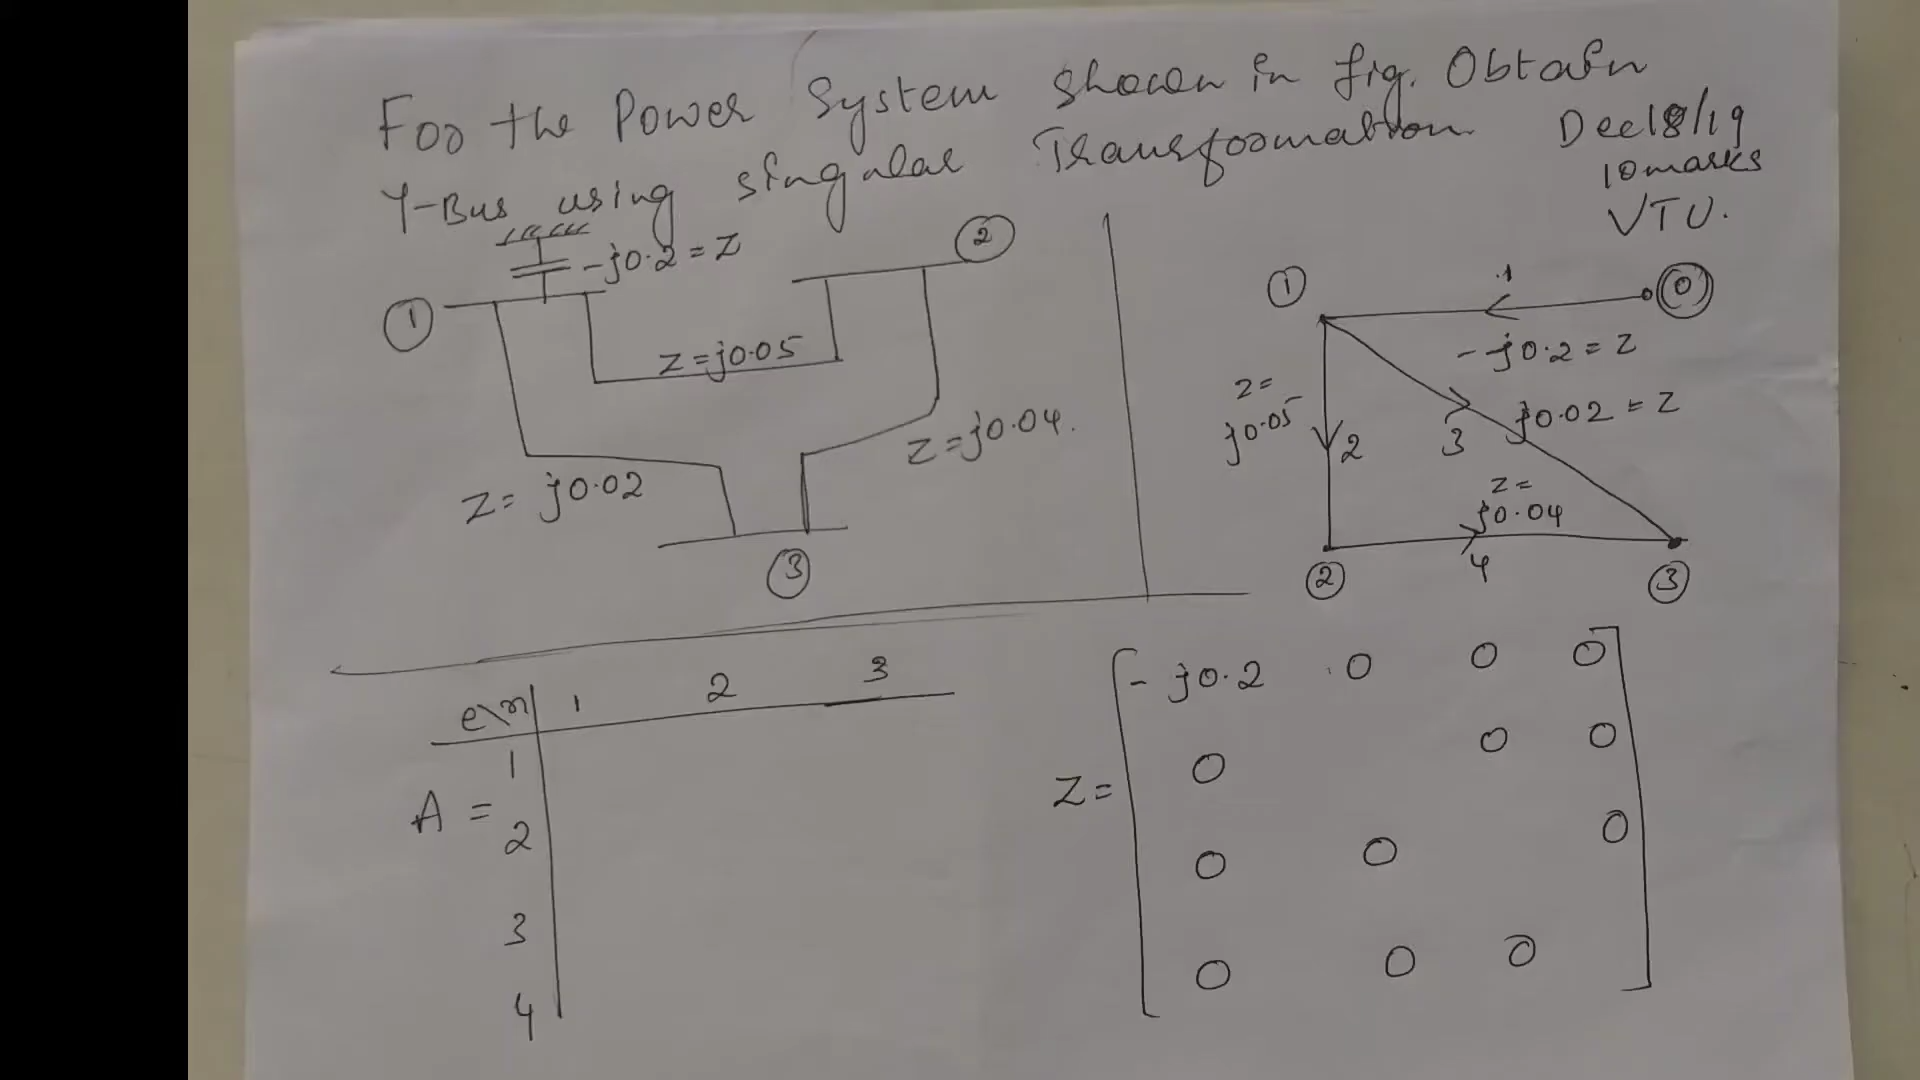 For the Power System shown in fig. Obtain
Y-Bus using singular Transformation. Dec18/19
10marks
VTU.
-j0.2 = Z
1
2
Z=j0.05
Z= j0.02
Z=j0.04.
3
1
1
0
-j0.2 = Z
Z=
j0.05
2
3
j0.02 = Z
Z=
j0.04
4
2
3
e\n 1 2 3
1
A =
2
3
4
Z=
-j0.2 0 0 0
0 0 0
0 0 0
0 0 0